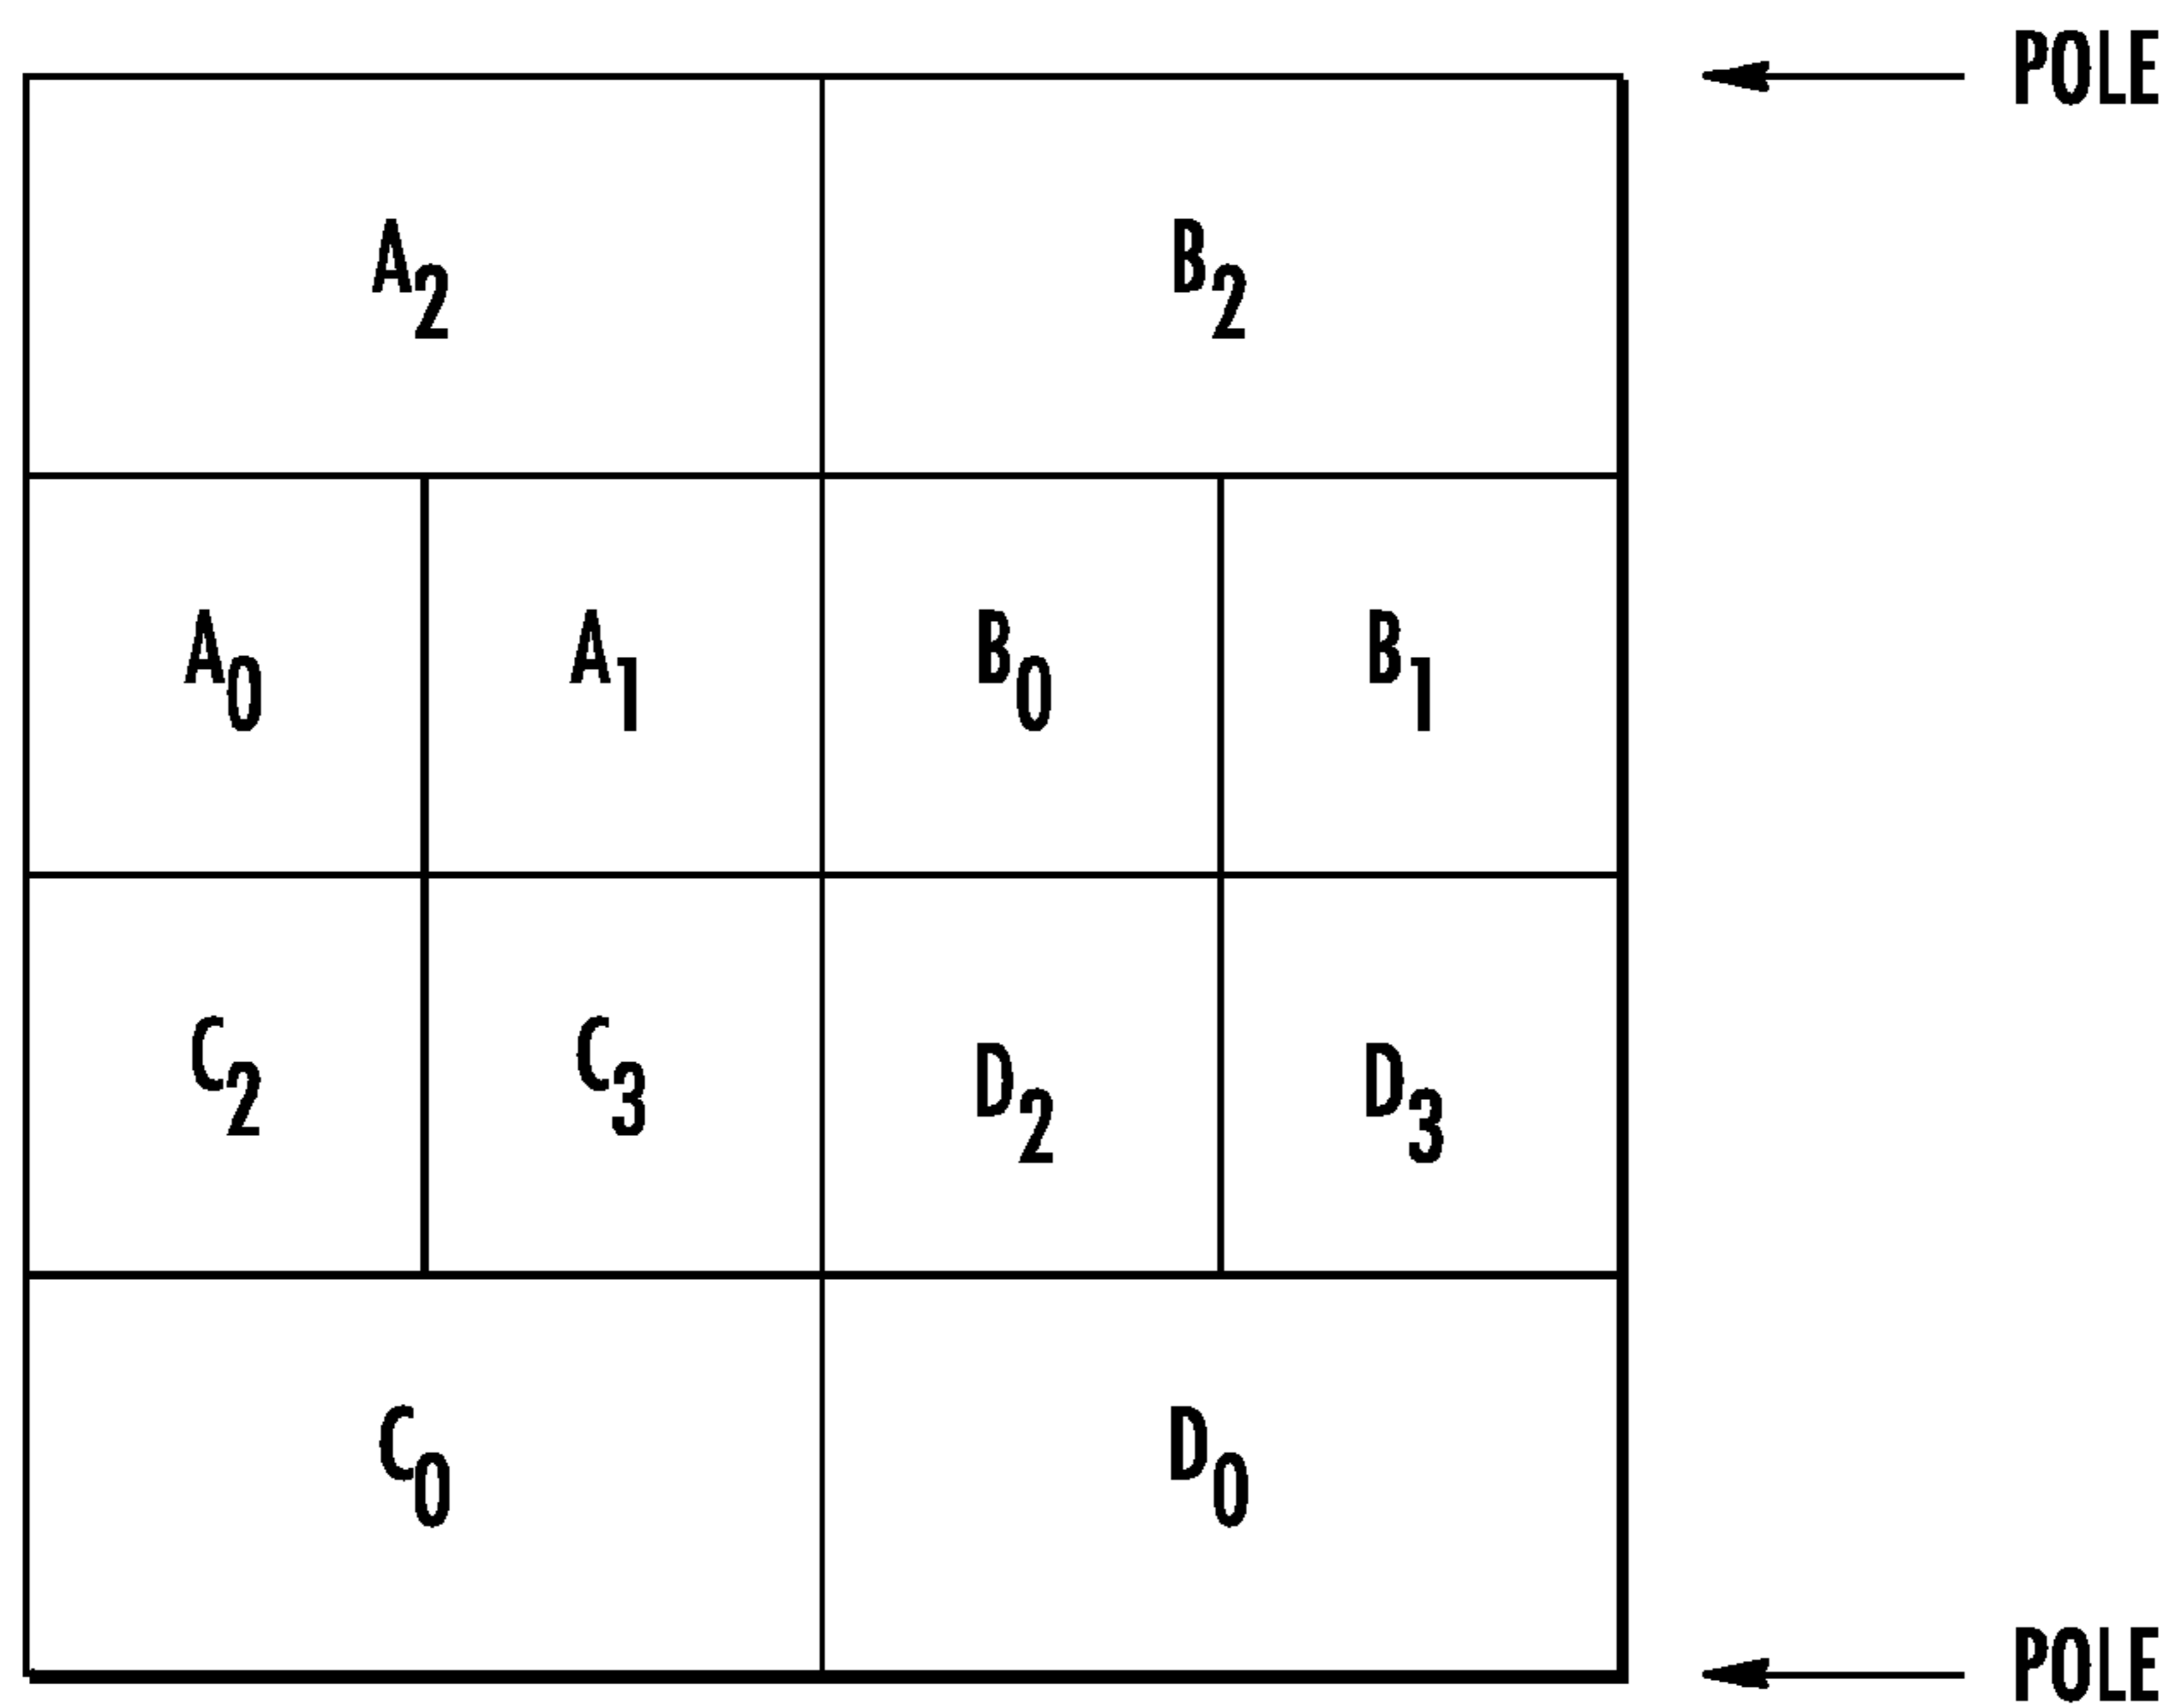 POLE
A₂ B₂
A₀ A₁ B₀ B₁
C₂ C₃ D₂ D₃
C₀ D₀
POLE